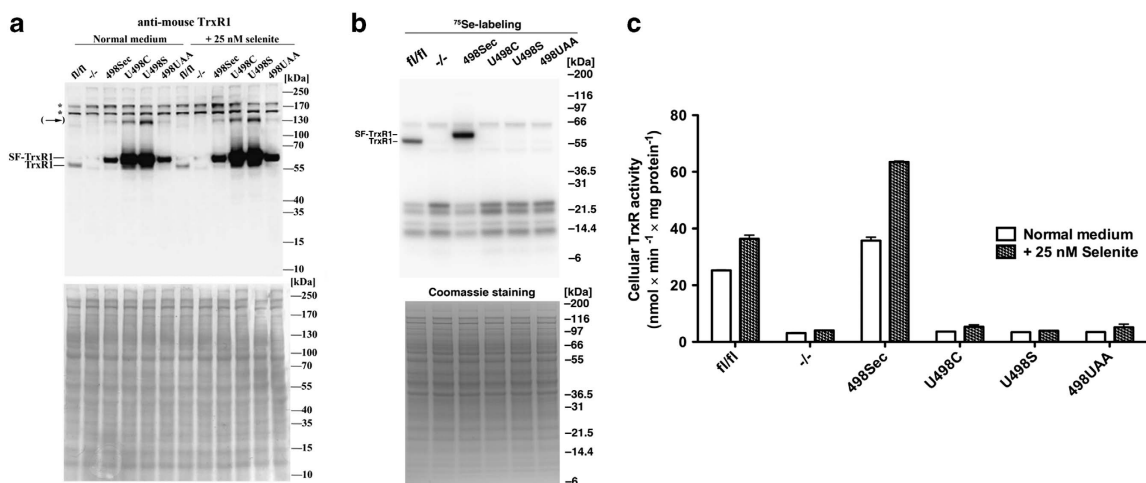 a
anti-mouse TrxR1
Normal medium + 25 nM selenite
fl/fl -/- 498Sec U498C U498S 498UAA fl/fl -/- 498Sec U498C U498S 498UAA
[kDa]
250
*
170
*
(→)
130
100
70
SF-TrxR1
TrxR1
55
40
35
15
10
[kDa]
250
170
130
100
70
55
40
35
15
10
b
75Se-labeling
fl/fl -/- 498Sec U498C U498S 498UAA
[kDa]
200
116
97
66
SF-TrxR1
TrxR1
55
36.5
31
21.5
14.4
6
Coomassie staining
[kDa]
200
116
97
66
55
36.5
31
21.5
14.4
6
c
Cellular TrxR activity
(nmol × min -1 × mg protein-1)
80
60
40
20
0
Normal medium
+ 25 nM Selenite
fl/fl -/- 498Sec U498C U498S 498UAA